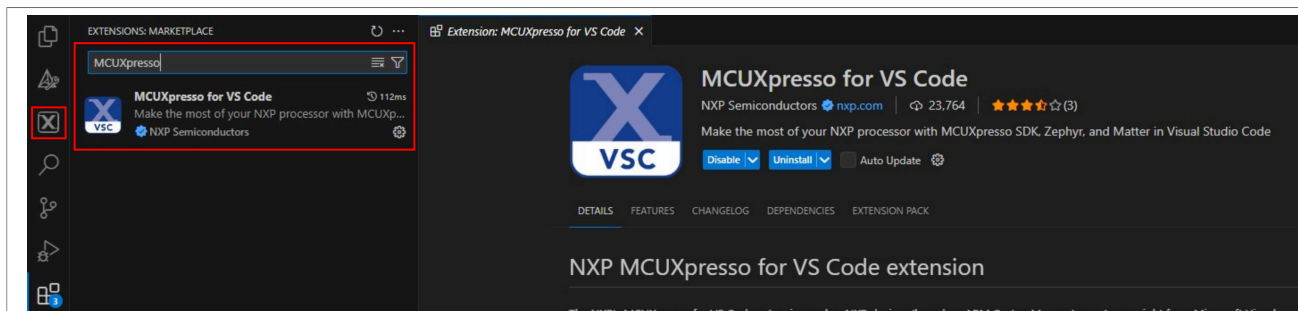 EXTENSIONS: MARKETPLACE
Extension: MCUXpresso for VS Code
MCUXpresso
MCUXpresso for VS Code
112ms
Make the most of your NXP processor with MCUXp...
NXP Semiconductors
VSC
3
VSC
MCUXpresso for VS Code
NXP Semiconductors nxp.com 23,764 (3)
Make the most of your NXP processor with MCUXpresso SDK, Zephyr, and Matter in Visual Studio Code
Disable Uninstall Auto Update
DETAILS FEATURES CHANGELOG DEPENDENCIES EXTENSION PACK
NXP MCUXpresso for VS Code extension